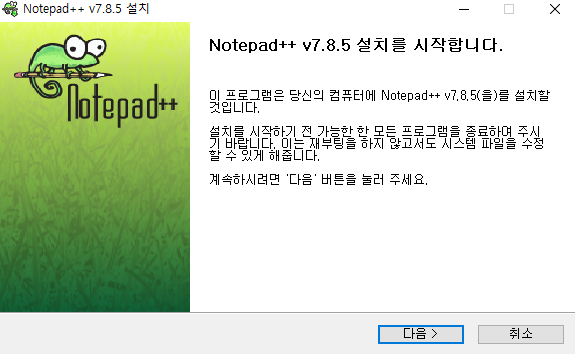 Notepad++ v7.8.5 설치
Notepad++
Notepad++ v7.8.5 설치를 시작합니다.
이 프로그램은 당신의 컴퓨터에 Notepad++ v7.8.5(을)를 설치할
것입니다.
설치를 시작하기 전 가능한 한 모든 프로그램을 종료하여 주시
기 바랍니다. 이는 재부팅을 하지 않고서도 시스템 파일을 수정
할 수 있게 해줍니다.
계속하시려면 '다음' 버튼을 눌러 주세요.
다음 >
취소